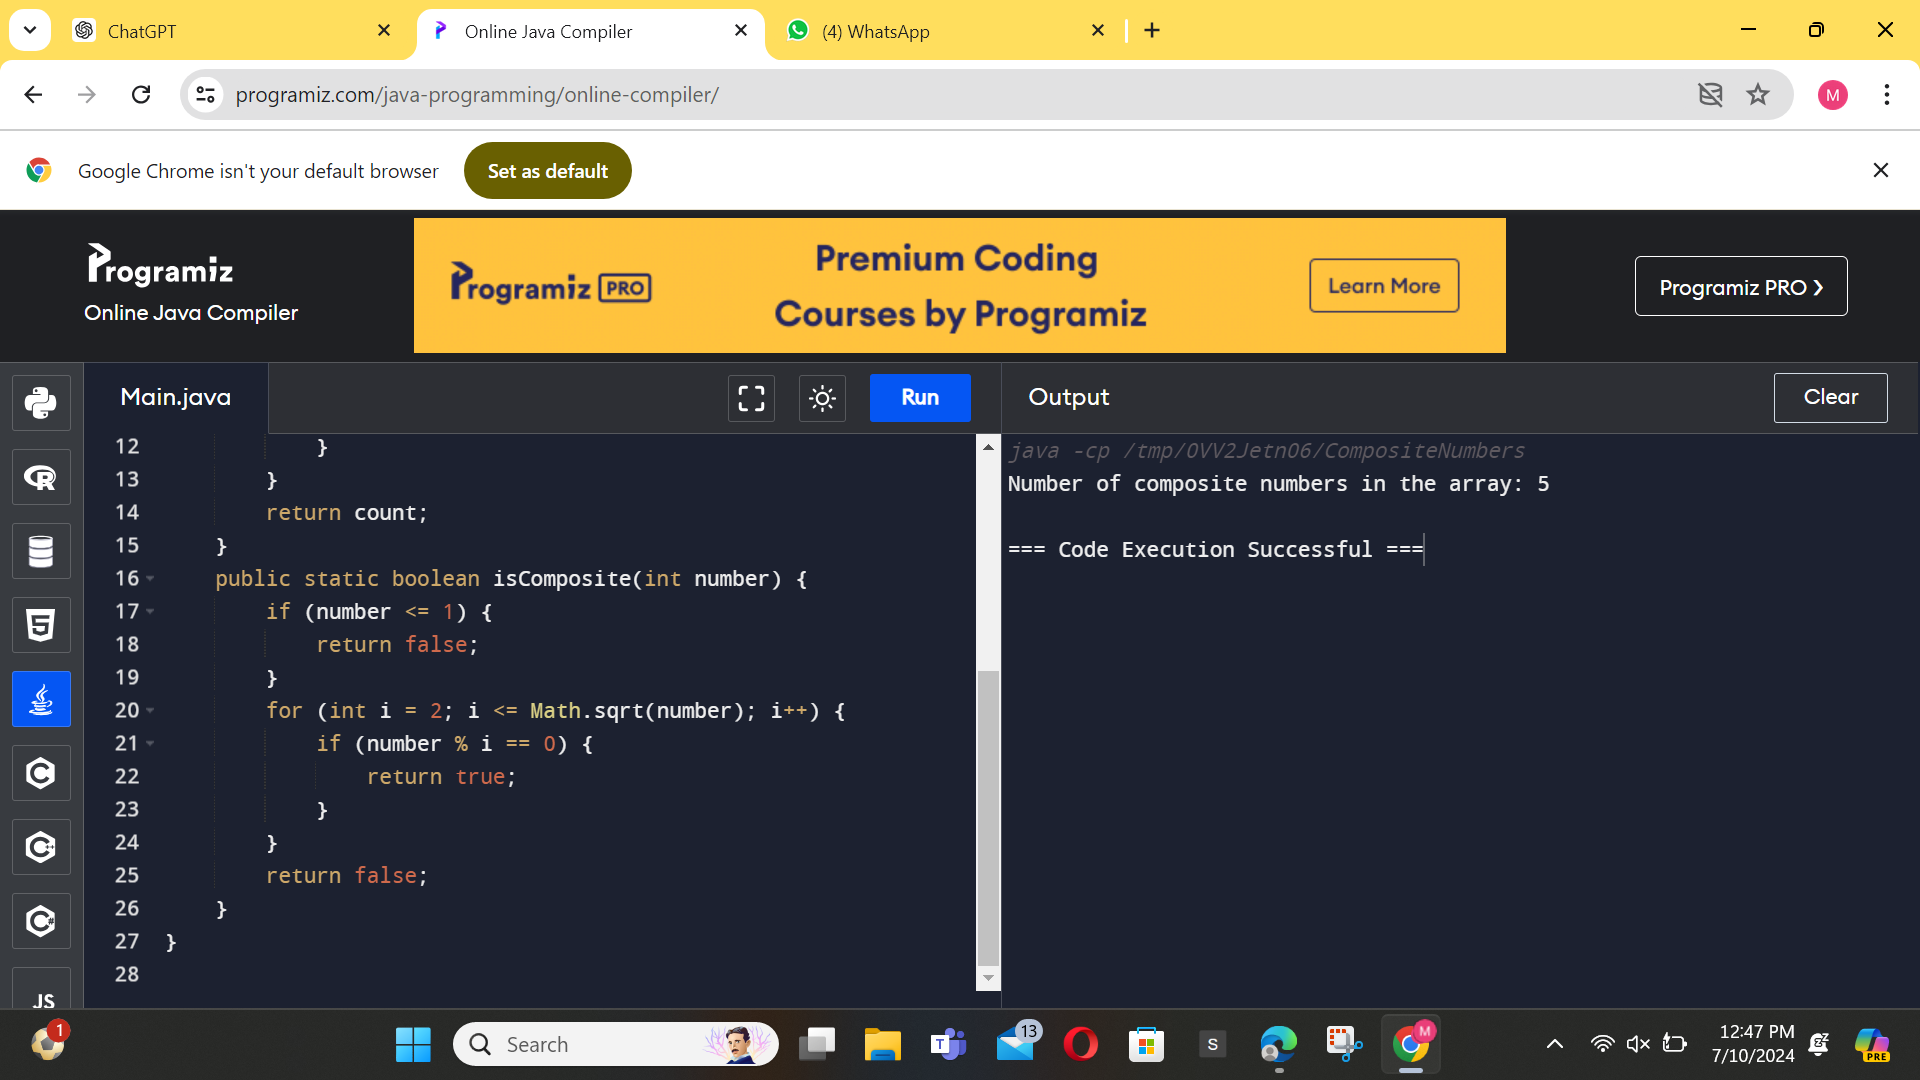 ChatGPT
Online Java Compiler
(4) WhatsApp
programiz.com/java-programming/online-compiler/
M
Google Chrome isn't your default browser
Set as default
Programiz
Online Java Compiler
Programiz PRO
Premium Coding
Courses by Programiz
Learn More
Programiz PRO ❯
Main.java
Run
Output
Clear
12 }
13 }
14 return count;
15 }
16 public static boolean isComposite(int number) {
17 if (number <= 1) {
18 return false;
19 }
20 for (int i = 2; i <= Math.sqrt(number); i++) {
21 if (number % i == 0) {
22 return true;
23 }
24 }
25 return false;
26 }
27 }
28
java -cp /tmp/OVV2JetnO6/CompositeNumbers
Number of composite numbers in the array: 5
=== Code Execution Successful ===
R
5
C
C++
C#
JS
1
Search
T
13
S
M
12:47 PM
7/10/2024
PRE